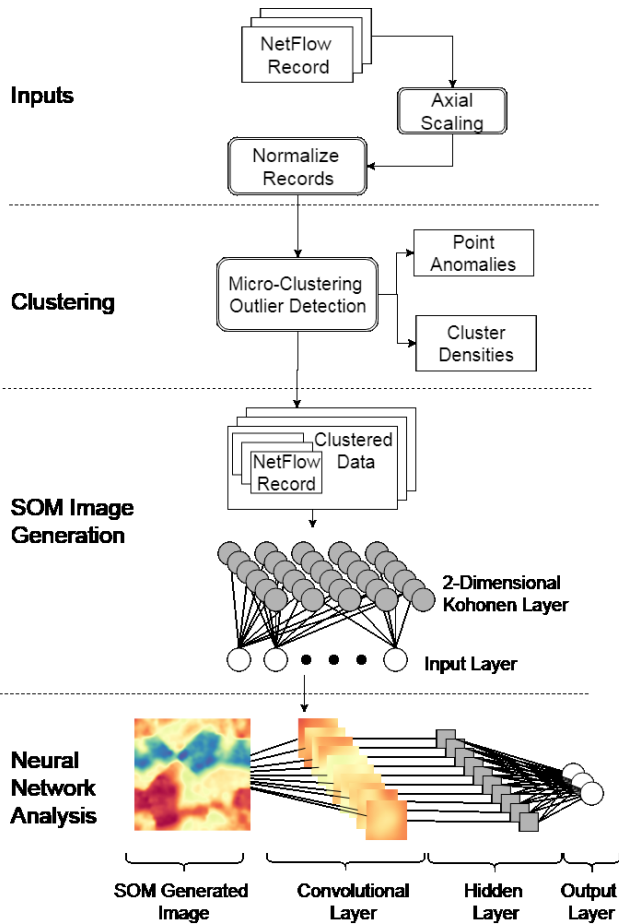 NetFlow
Record
Inputs
Axial
Scaling
Normalize
Records
Clustering
Micro-Clustering
Outlier Detection
Point
Anomalies
Cluster
Densities
SOM Image
Generation
Clustered
Data
NetFlow
Record
2-Dimensional
Kohonen Layer
Input Layer
Neural
Network
Analysis
SOM Generated
Image
Convolutional
Layer
Hidden
Layer
Output
Layer